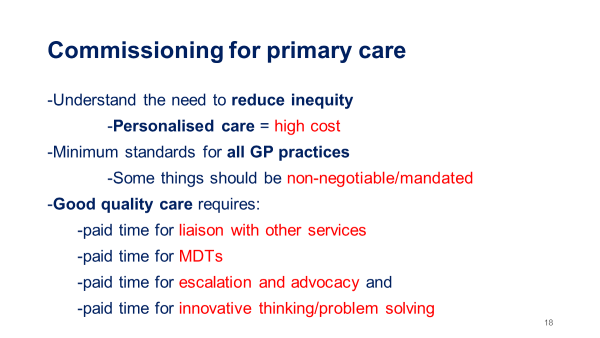 Commissioning for primary care
-Understand the need to reduce inequity
-Personalised care = high cost
-Minimum standards for all GP practices
-Some things should be non-negotiable/mandated
-Good quality care requires:
-paid time for liaison with other services
-paid time for MDTs
-paid time for escalation and advocacy and
-paid time for innovative thinking/problem solving
18